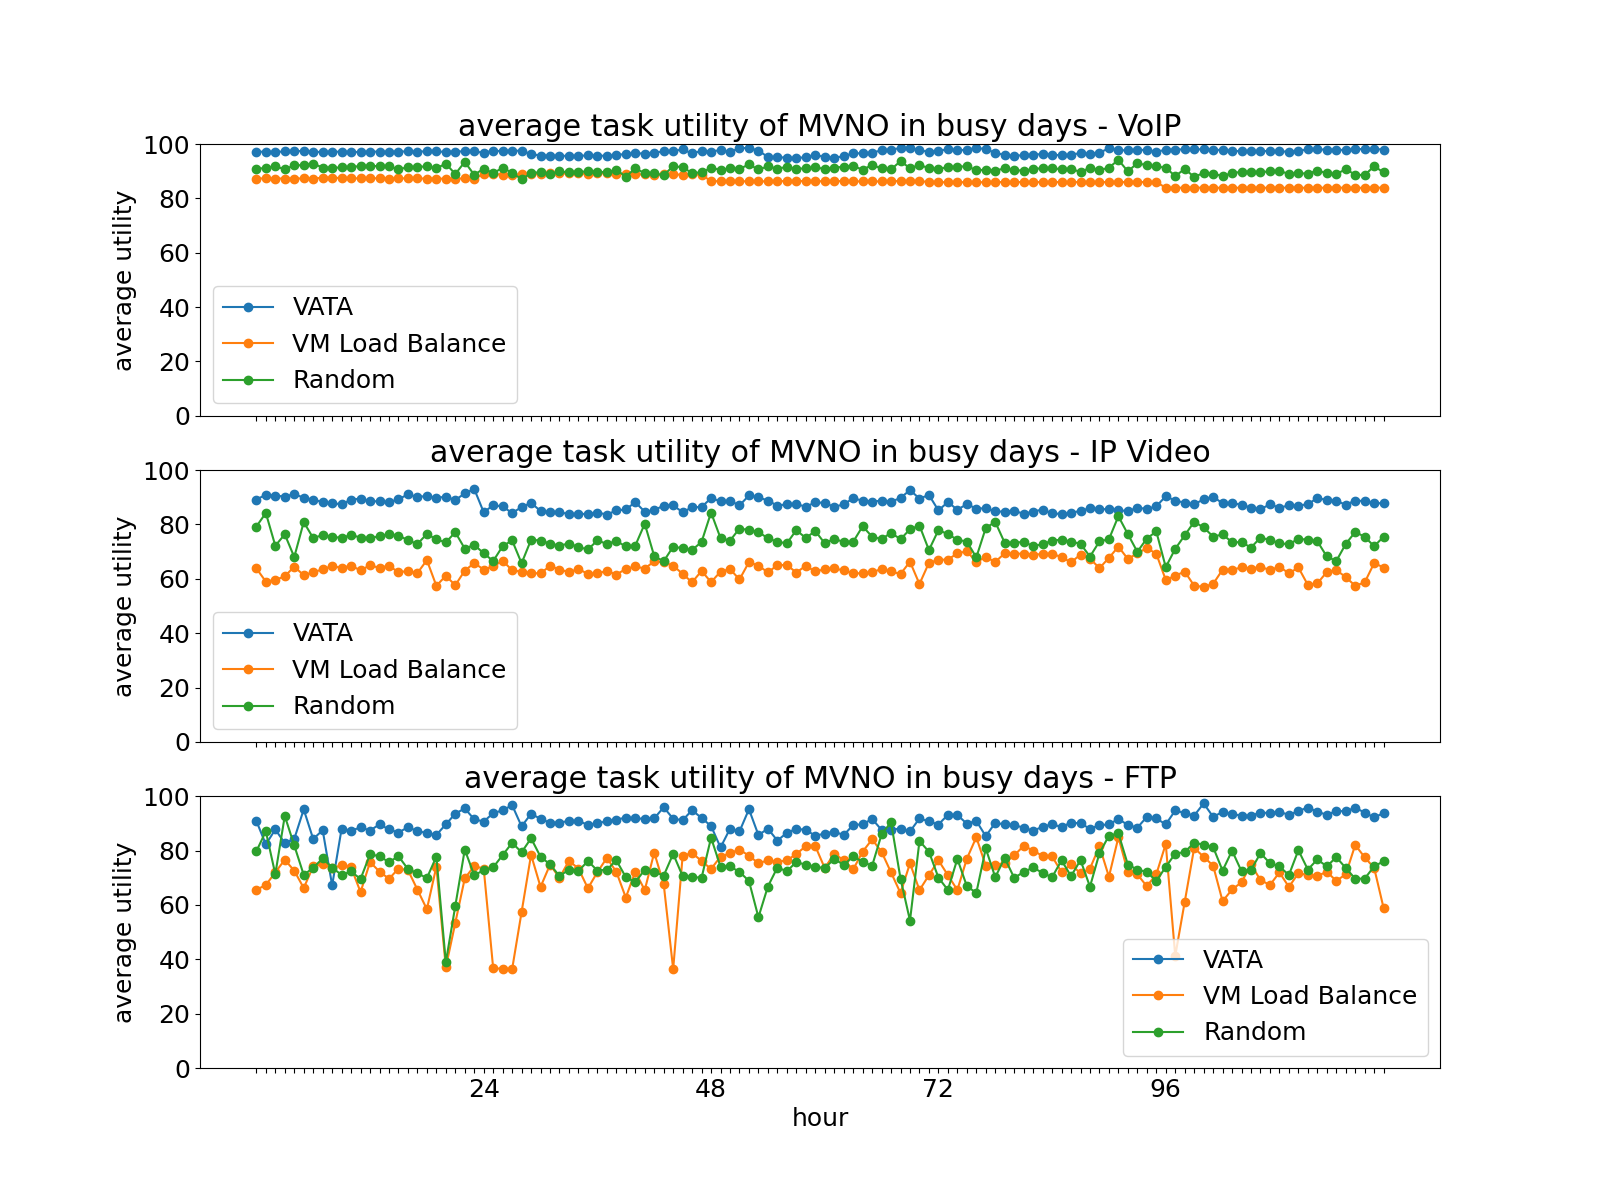 average task utility of MVNO in busy days - VoIP
100
80
60
40
20
0
average utility
VATA
VM Load Balance
Random
average task utility of MVNO in busy days - IP Video
100
80
60
40
20
0
average utility
VATA
VM Load Balance
Random
average task utility of MVNO in busy days - FTP
100
80
60
40
20
0
average utility
VATA
VM Load Balance
Random
24 48 72 96
hour